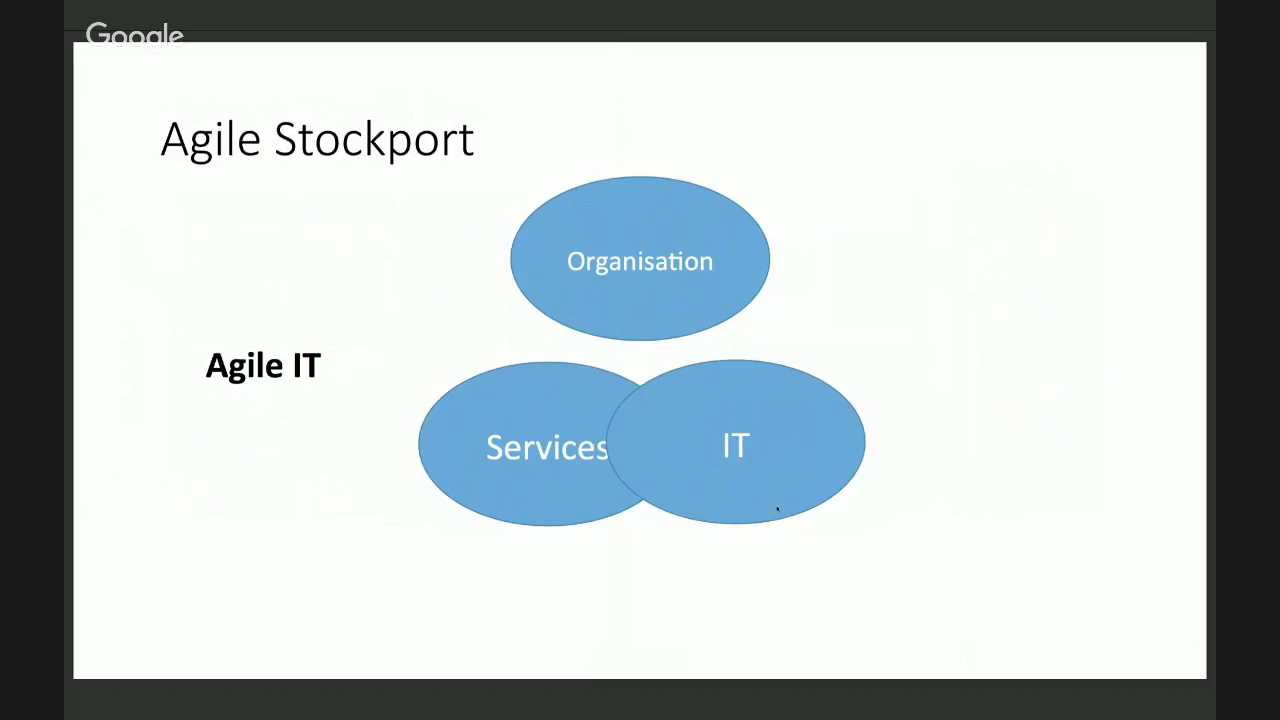 Google
Agile Stockport
Organisation
Agile IT
Services
IT